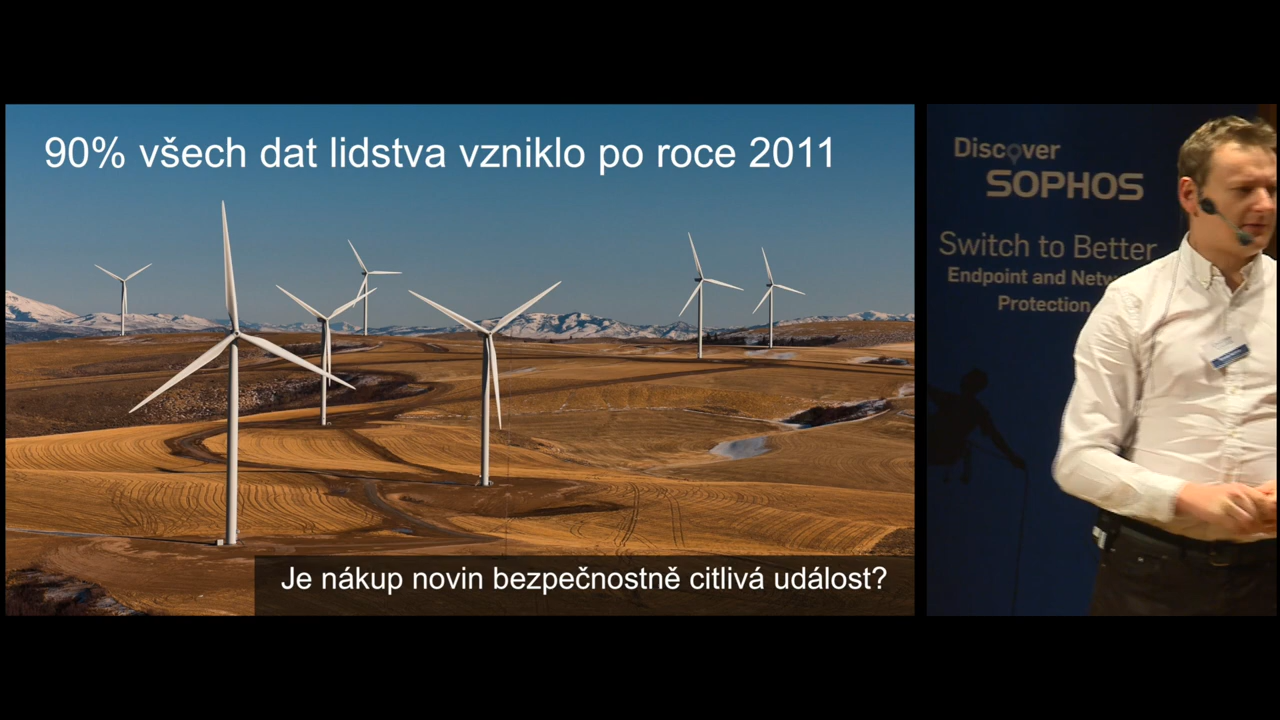 90% všech dat lidstva vzniklo po roce 2011
Je nákup novin bezpečnostně citlivá událost?
Discover
SOPHOS
Switch to Better
Endpoint and
Protection